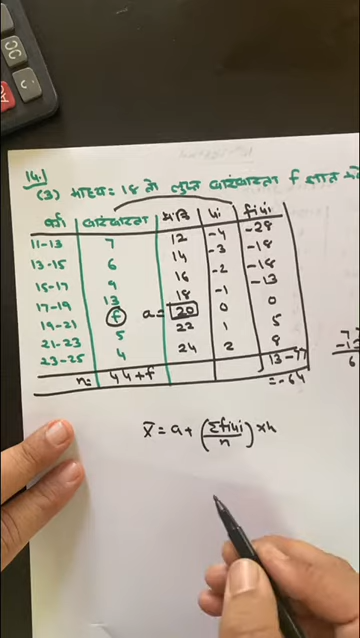 14.1
(3) माध्य = 18 तो लुप्त बारंबारता f ज्ञात
वर्ग बारंबारता म.बि ui fiui
11-13 7 12 -4 -28
13-15 6 14 -3 -18
15-17 9 16 -2 -18
17-19 13 18 -1 -13
19-21 f a= 20 0 0
21-23 5 22 1 5
23-25 4 24 2 8
n= 44+f 13-77
=-64
x̄ = a + (Σfiui/n) × h